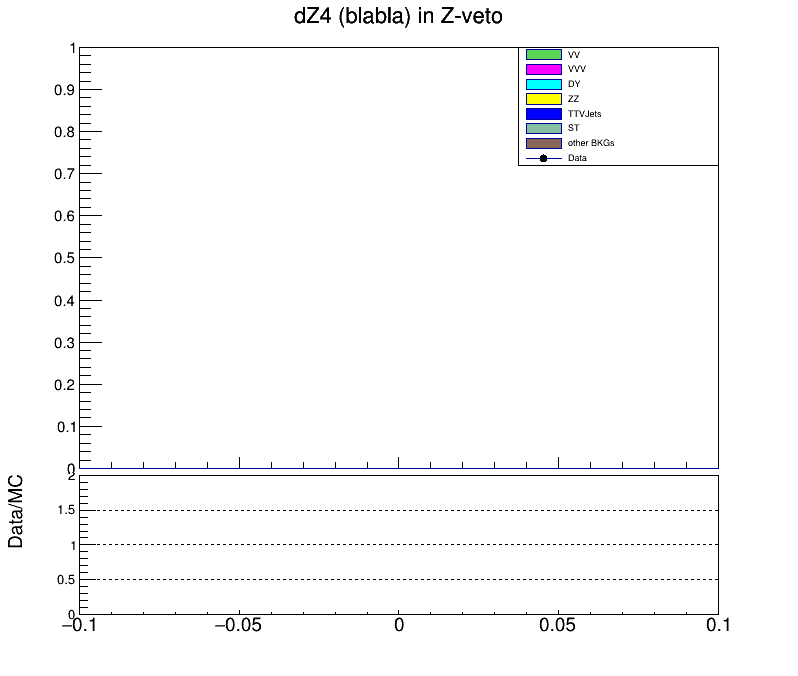 dZ4 (blabla) in Z-veto
1
0.9
0.8
0.7
0.6
0.5
0.4
0.3
0.2
0.1
0
VV
VVV
DY
ZZ
TTVJets
ST
other BKGs
Data
Data/MC
2
1.5
1
0.5
0
−0.1 −0.05 0 0.05 0.1